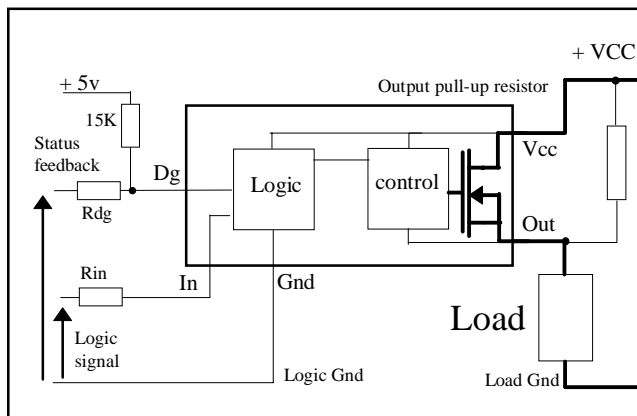 + VCC
+ 5v
Output pull-up resistor
15K
Status
feedback
Vcc
Dg
Logic
control
Rdg
Out
In
Gnd
Rin
Load
Logic
signal
Logic Gnd
Load Gnd